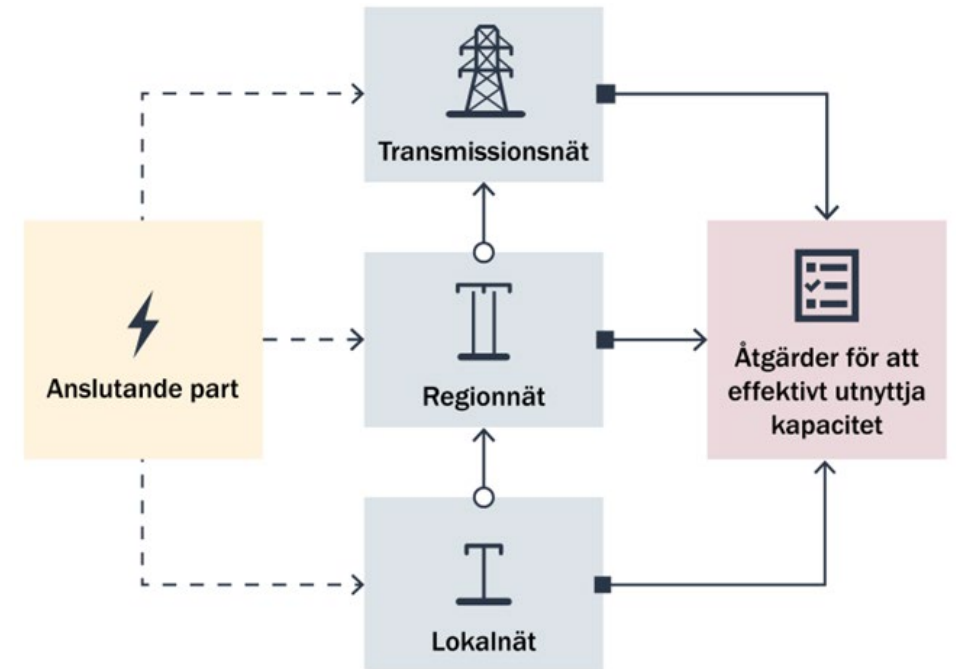 Transmissionsnät
Anslutande part
Regionnät
Åtgärder för att
effektivt utnyttja
kapacitet
Lokalnät